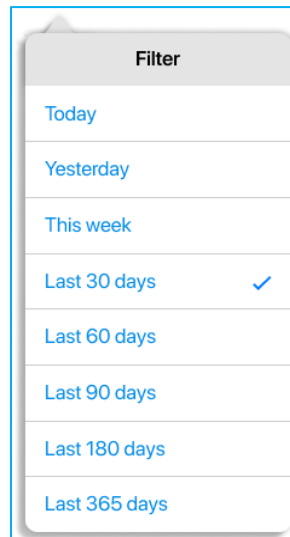 Filter
Today
Yesterday
This week
Last 30 days
Last 60 days
Last 90 days
Last 180 days
Last 365 days